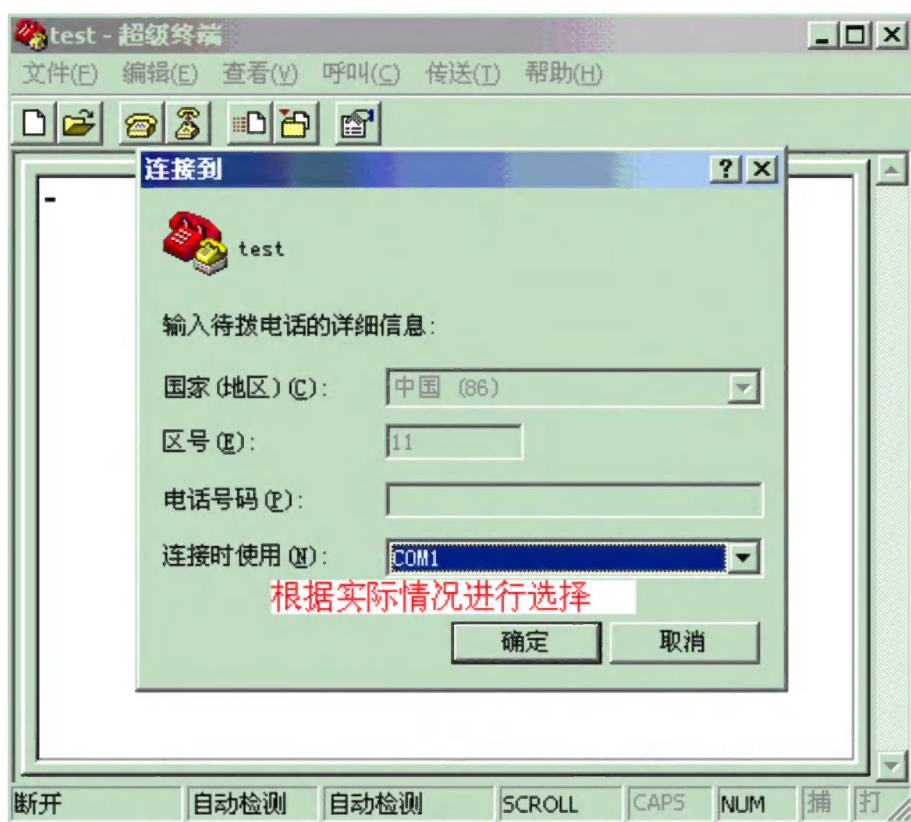 test - 超级终端
文件(F) 编辑(E) 查看(V) 呼叫(C) 传送(T) 帮助(H)
连接到
test
输入待拨电话的详细信息:
国家(地区)(C): 中国 (86)
区号(E): 11
电话号码(P):
连接时使用(N): COM1
根据实际情况进行选择
确定 取消
断开 自动检测 自动检测 SCROLL CAPS NUM 捕 打